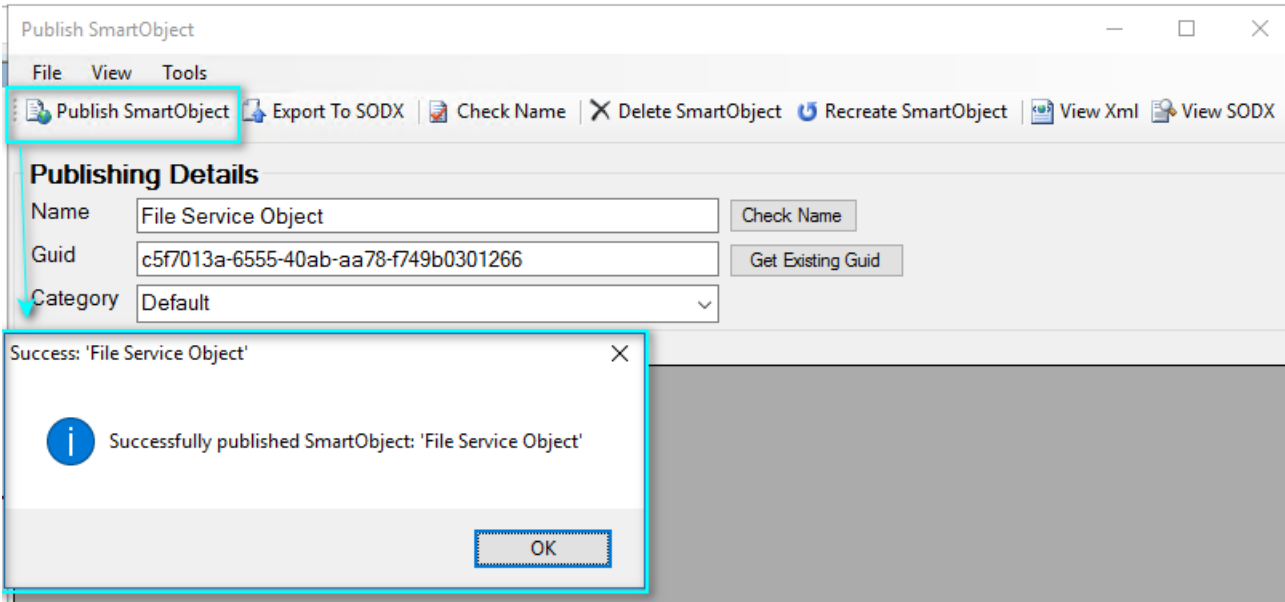 Publish SmartObject
File View Tools
Publish SmartObject Export To SODX Check Name Delete SmartObject Recreate SmartObject View Xml View SODX
Publishing Details
Name File Service Object Check Name
Guid c5f7013a-6555-40ab-aa78-f749b0301266 Get Existing Guid
Category Default
Success: 'File Service Object'
Successfully published SmartObject: 'File Service Object'
OK